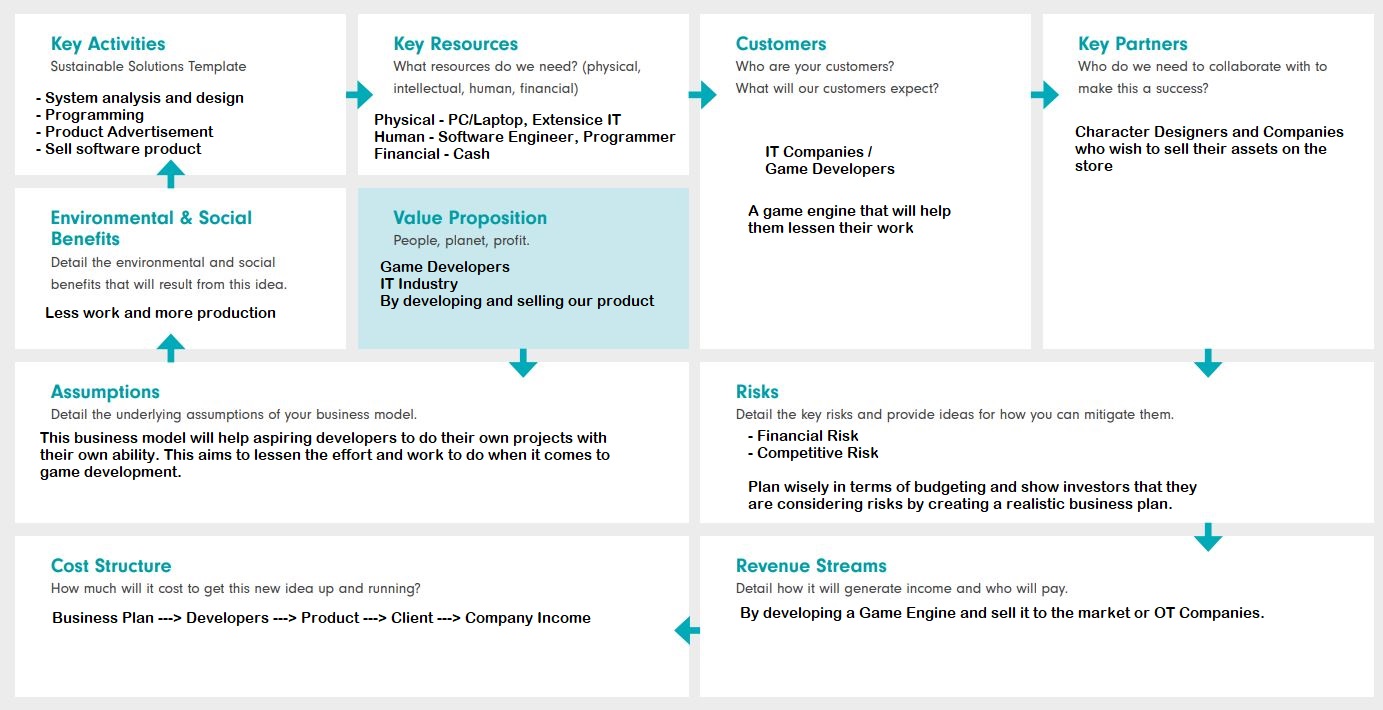 Key Activities
Sustainable Solutions Template
- System analysis and design
- Programming
- Product Advertisement
- Sell software product
Key Resources
What resources do we need? (physical,
intellectual, human, financial)
Physical - PC/Laptop, Extensice IT
Human - Software Engineer, Programmer
Financial - Cash
Customers
Who are your customers?
What will our customers expect?
IT Companies /
Game Developers
A game engine that will help
them lessen their work
Key Partners
Who do we need to collaborate with to
make this a success?
Character Designers and Companies
who wish to sell their assets on the
store
Environmental & Social
Benefits
Detail the environmental and social
benefits that will result from this idea.
Less work and more production
Value Proposition
People, planet, profit.
Game Developers
IT Industry
By developing and selling our product
Assumptions
Detail the underlying assumptions of your business model.
This business model will help aspiring developers to do their own projects with
their own ability. This aims to lessen the effort and work to do when it comes to
game development.
Risks
Detail the key risks and provide ideas for how you can mitigate them.
- Financial Risk
- Competitive Risk
Plan wisely in terms of budgeting and show investors that they
are considering risks by creating a realistic business plan.
Cost Structure
How much will it cost to get this new idea up and running?
Business Plan ---> Developers ---> Product ---> Client ---> Company Income
Revenue Streams
Detail how it will generate income and who will pay.
By developing a Game Engine and sell it to the market or OT Companies.